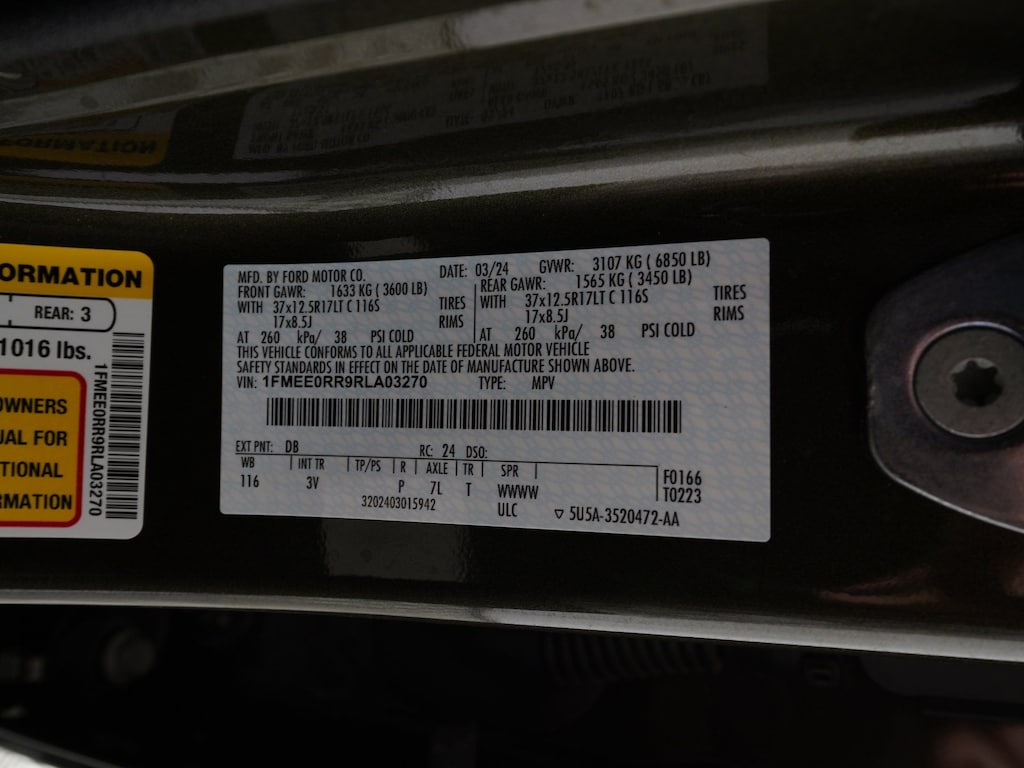 ORMATION
REAR: 3
1016 lbs.
OWNERS
UAL FOR
TIONAL
RMATION
1FMEE0RR9RLA03270
MFD. BY FORD MOTOR CO. DATE: 03/24 GVWR: 3107 KG ( 6850 LB)
FRONT GAWR: 1633 KG ( 3600 LB) REAR GAWR: 1565 KG ( 3450 LB)
WITH 37x12.5R17LT C 116S TIRES WITH 37x12.5R17LT C 116S TIRES
17x8.5J RIMS 17x8.5J RIMS
AT 260 kPa/ 38 PSI COLD AT 260 kPa/ 38 PSI COLD
THIS VEHICLE CONFORMS TO ALL APPLICABLE FEDERAL MOTOR VEHICLE
SAFETY STANDARDS IN EFFECT ON THE DATE OF MANUFACTURE SHOWN ABOVE.
VIN: 1FMEE0RR9RLA03270 TYPE: MPV
EXT PNT: DB RC: 24 DSO:
WB INT TR TP/PS R AXLE TR SPR F0166
116 3V P 7L T WWWW T0223
3202403015942 ULC ▽ 5U5A-3520472-AA